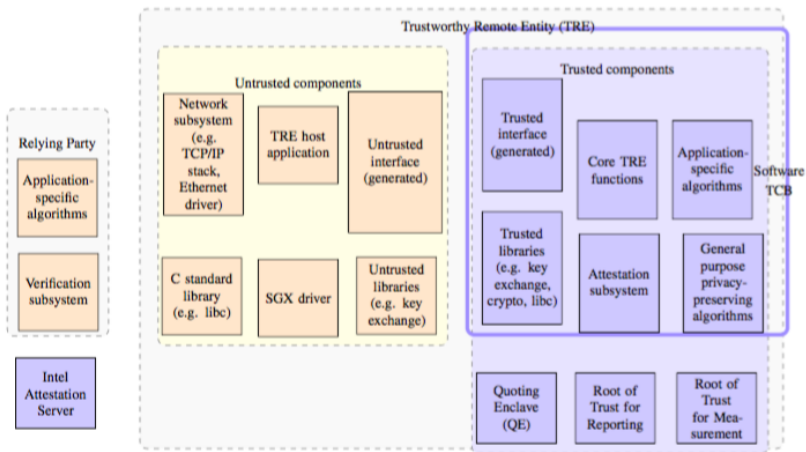 Trustworthy Remote Entity (TRE)
Untrusted components
Trusted components
Relying Party
Application-
specific
algorithms
Verification
subsystem
Intel
Attestation
Server
Network
subsystem
(e.g.
TCP/IP
stack,
Ethernet
driver)
TRE host
application
Untrusted
interface
(generated)
C standard
library
(e.g. libc)
SGX driver
Untrusted
libraries
(e.g. key
exchange)
Trusted
interface
(generated)
Core TRE
functions
Application-
specific
algorithms
Software
TCB
Trusted
libraries
(e.g. key
exchange,
crypto, libc)
Attestation
subsystem
General
purpose
privacy-
preserving
algorithms
Quoting
Enclave
(QE)
Root of
Trust for
Reporting
Root of
Trust
for Mea-
surement